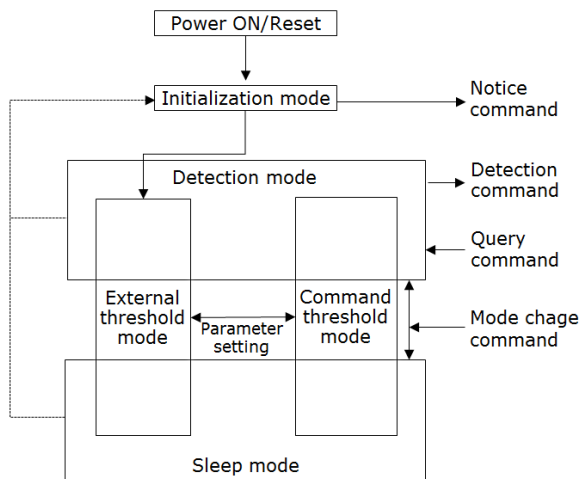 Power ON/Reset
Initialization mode
Notice
command
Detection mode
Detection
command
Query
command
External
threshold
mode
Parameter
setting
Command
threshold
mode
Mode chage
command
Sleep mode